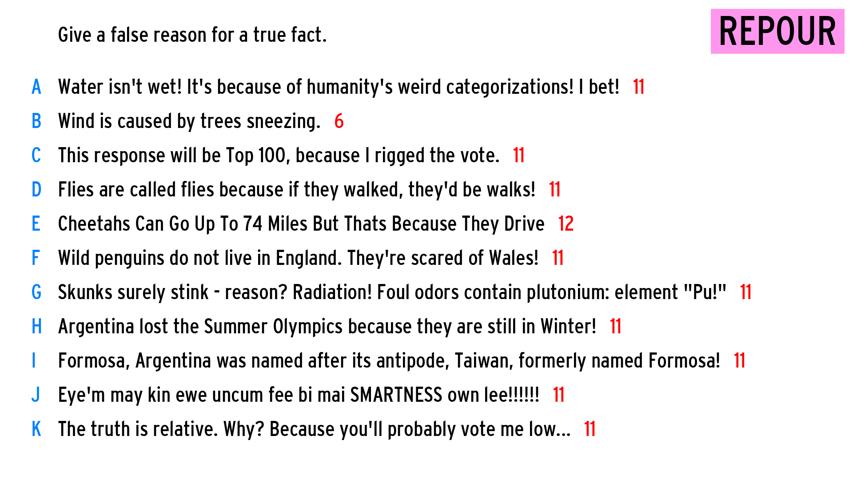 Give a false reason for a true fact.
REPOUR
A Water isn't wet! It's because of humanity's weird categorizations! I bet! 11
B Wind is caused by trees sneezing. 6
C This response will be Top 100, because I rigged the vote. 11
D Flies are called flies because if they walked, they'd be walks! 11
E Cheetahs Can Go Up To 74 Miles But Thats Because They Drive 12
F Wild penguins do not live in England. They're scared of Wales! 11
G Skunks surely stink - reason? Radiation! Foul odors contain plutonium: element "Pu!" 11
H Argentina lost the Summer Olympics because they are still in Winter! 11
I Formosa, Argentina was named after its antipode, Taiwan, formerly named Formosa! 11
J Eye'm may kin ewe uncum fee bi mai SMARTNESS own lee!!!!!! 11
K The truth is relative. Why? Because you'll probably vote me low... 11